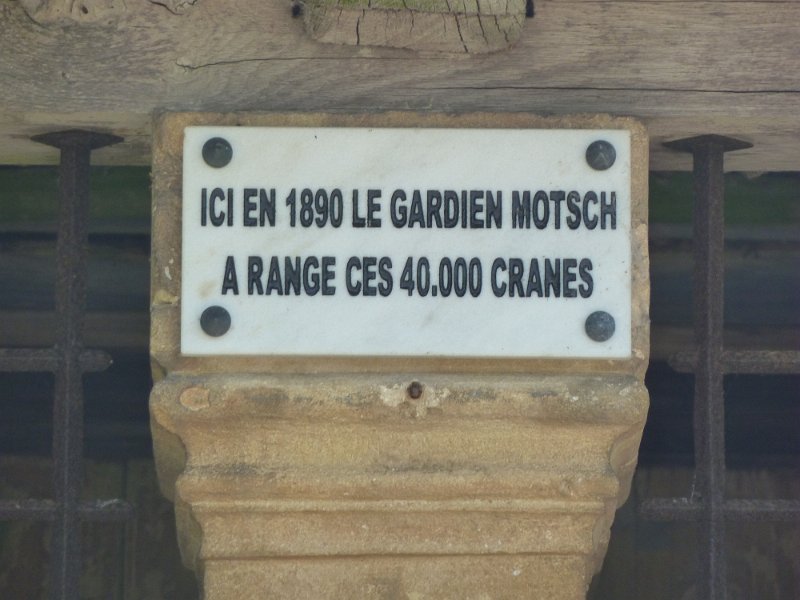 ICI EN 1890 LE GARDIEN MOTSCH
A RANGE CES 40.000 CRANES